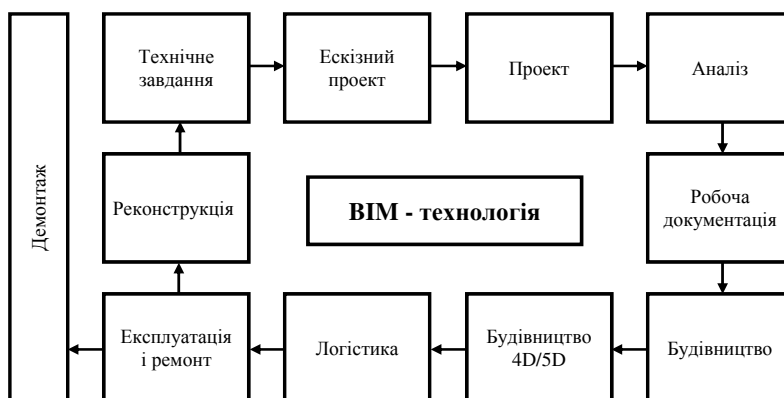 Технічне
завдання
Ескізний
проект
Проект
Аналіз
Демонтаж
Реконструкція
BIM - технологія
Робоча
документація
Експлуатація
і ремонт
Логістика
Будівництво
4D/5D
Будівництво